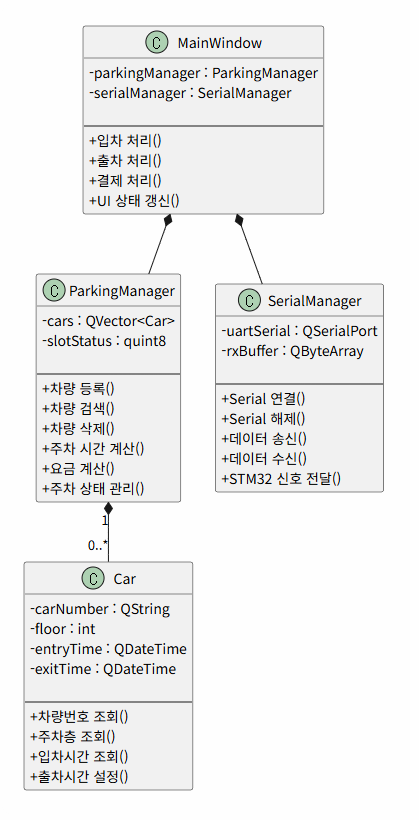 C MainWindow
-parkingManager : ParkingManager
-serialManager : SerialManager
+입차 처리()
+출차 처리()
+결제 처리()
+UI 상태 갱신()
C ParkingManager
-cars : QVector<Car>
-slotStatus : quint8
+차량 등록()
+차량 검색()
+차량 삭제()
+주차 시간 계산()
+요금 계산()
+주차 상태 관리()
C SerialManager
-uartSerial : QSerialPort
-rxBuffer : QByteArray
+Serial 연결()
+Serial 해제()
+데이터 송신()
+데이터 수신()
+STM32 신호 전달()
1
0..*
C Car
-carNumber : QString
-floor : int
-entryTime : QDateTime
-exitTime : QDateTime
+차량번호 조회()
+주차층 조회()
+입차시간 조회()
+출차시간 설정()